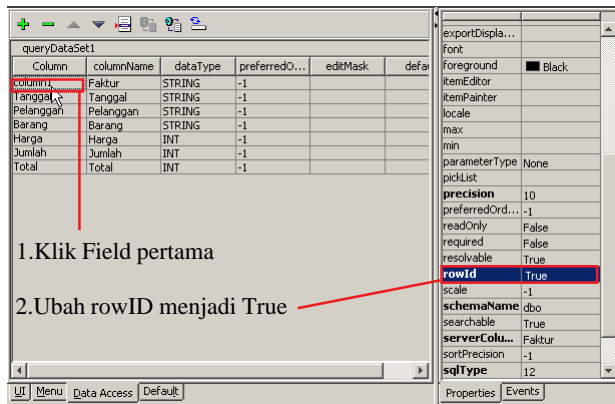 queryDataSet1
Column columnName dataType preferredO... editMask defau
column1 Faktur STRING -1
Tanggal Tanggal STRING -1
Pelanggan Pelanggan STRING -1
Barang Barang STRING -1
Harga Harga INT -1
Jumlah Jumlah INT -1
Total Total INT -1
1.Klik Field pertama
2.Ubah rowID menjadi True
UI Menu Data Access Default
exportDispla...
font
foreground Black
itemEditor
itemPainter
locale
max
min
parameterType None
pickList
precision 10
preferredOrd... -1
readOnly False
required False
resolvable True
rowId True
scale -1
schemaName dbo
searchable True
serverColu... Faktur
sortPrecision -1
sqlType 12
Properties Events